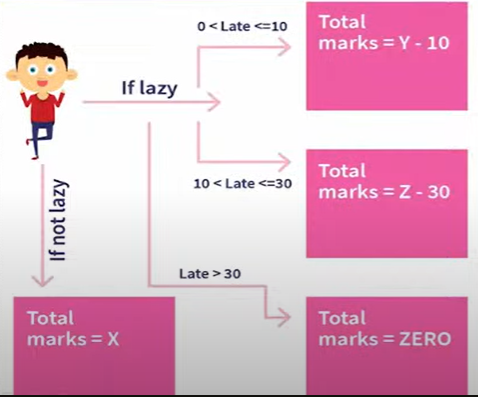 0 < Late <=10
Total
marks = Y - 10
If lazy
Total
marks = Z - 30
10 < Late <=30
If not lazy
Late > 30
Total
marks = X
Total
marks = ZERO